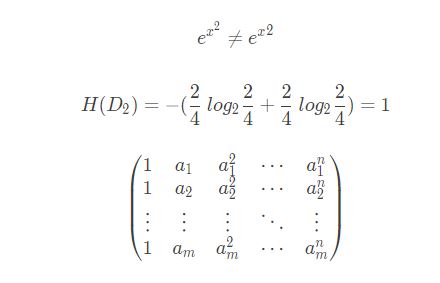 $e^{x^2} \neq e^{x2}$
$H(D_2) = -(\frac{2}{4}\ log_2\frac{2}{4} + \frac{2}{4}\ log_2\frac{2}{4}) = 1$
$\begin{pmatrix} 1 & a_1 & a_1^2 & \cdots & a_1^n \\ 1 & a_2 & a_2^2 & \cdots & a_2^n \\ \vdots & \vdots & \vdots & \ddots & \vdots \\ 1 & a_m & a_m^2 & \cdots & a_m^n \end{pmatrix}$